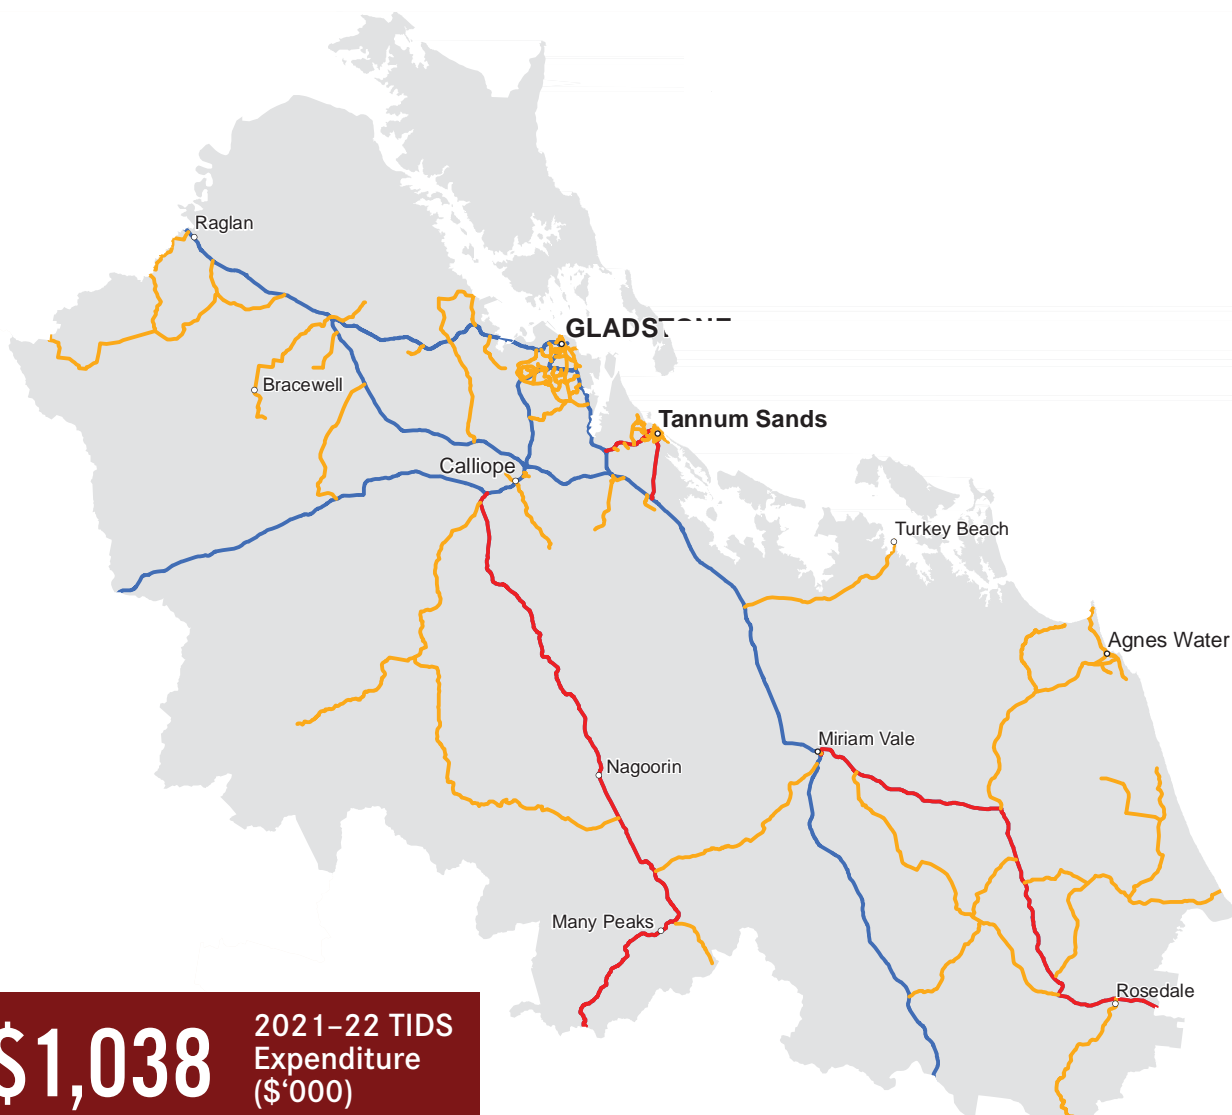 Raglan
GLADSTONE
Bracewell
Tannum Sands
Calliope
Turkey Beach
Agnes Water
Miriam Vale
Nagoorin
Many Peaks
Rosedale
$1,038
2021–22 TIDS
Expenditure
($‘000)